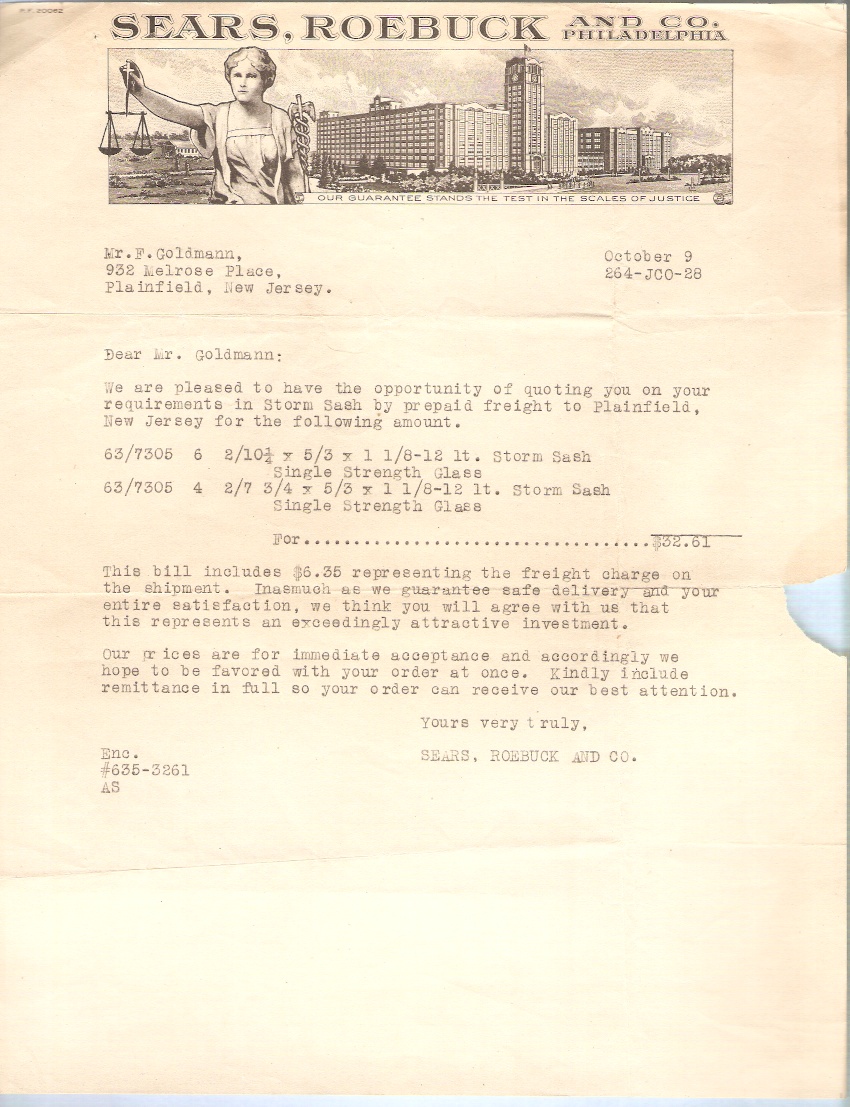 R.F. 20062
SEARS, ROEBUCK AND CO.
PHILADELPHIA
OUR GUARANTEE STANDS THE TEST IN THE SCALES OF JUSTICE
Mr. F. Goldmann,
932 Melrose Place,
Plainfield, New Jersey.
October 9
264-JCO-28
Dear Mr. Goldmann:
We are pleased to have the opportunity of quoting you on your
requirements in Storm Sash by prepaid freight to Plainfield,
New Jersey for the following amount.
63/7305 6 2/10¼ x 5/3 x 1 1/8-12 lt. Storm Sash
Single Strength Glass
63/7305 4 2/7 3/4 x 5/3 x 1 1/8-12 lt. Storm Sash
Single Strength Glass
For.....................................$32.61
This bill includes $6.35 representing the freight charge on
the shipment. Inasmuch as we guarantee safe delivery and your
entire satisfaction, we think you will agree with us that
this represents an exceedingly attractive investment.
Our prices are for immediate acceptance and accordingly we
hope to be favored with your order at once. Kindly include
remittance in full so your order can receive our best attention.
Yours very truly,
SEARS, ROEBUCK AND CO.
Enc.
#635-3261
AS